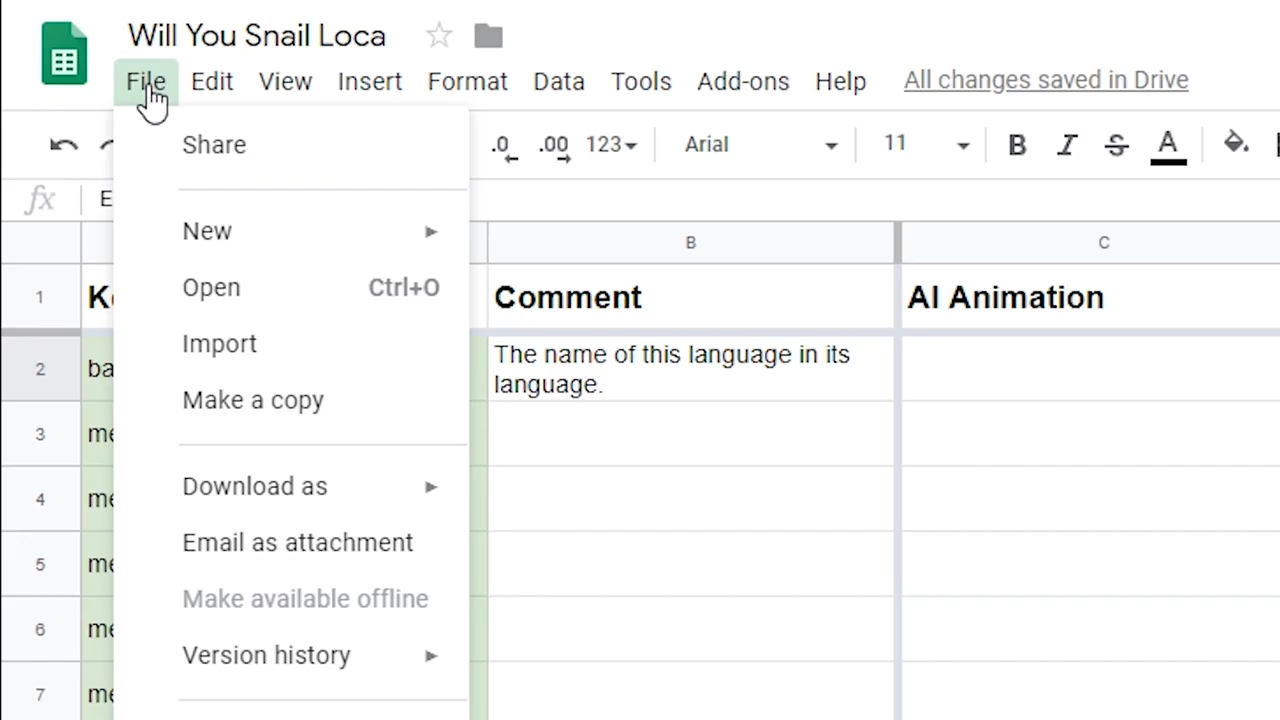 Will You Snail Loca
File Edit View Insert Format Data Tools Add-ons Help All changes saved in Drive
.0 .00 123 Arial 11 B I S A
fx E
B C
1 Comment AI Animation
2 ba The name of this language in its
language.
3 me
4 me
5 me
6 me
7 me
Share
New
Open Ctrl+O
Import
Make a copy
Download as
Email as attachment
Make available offline
Version history